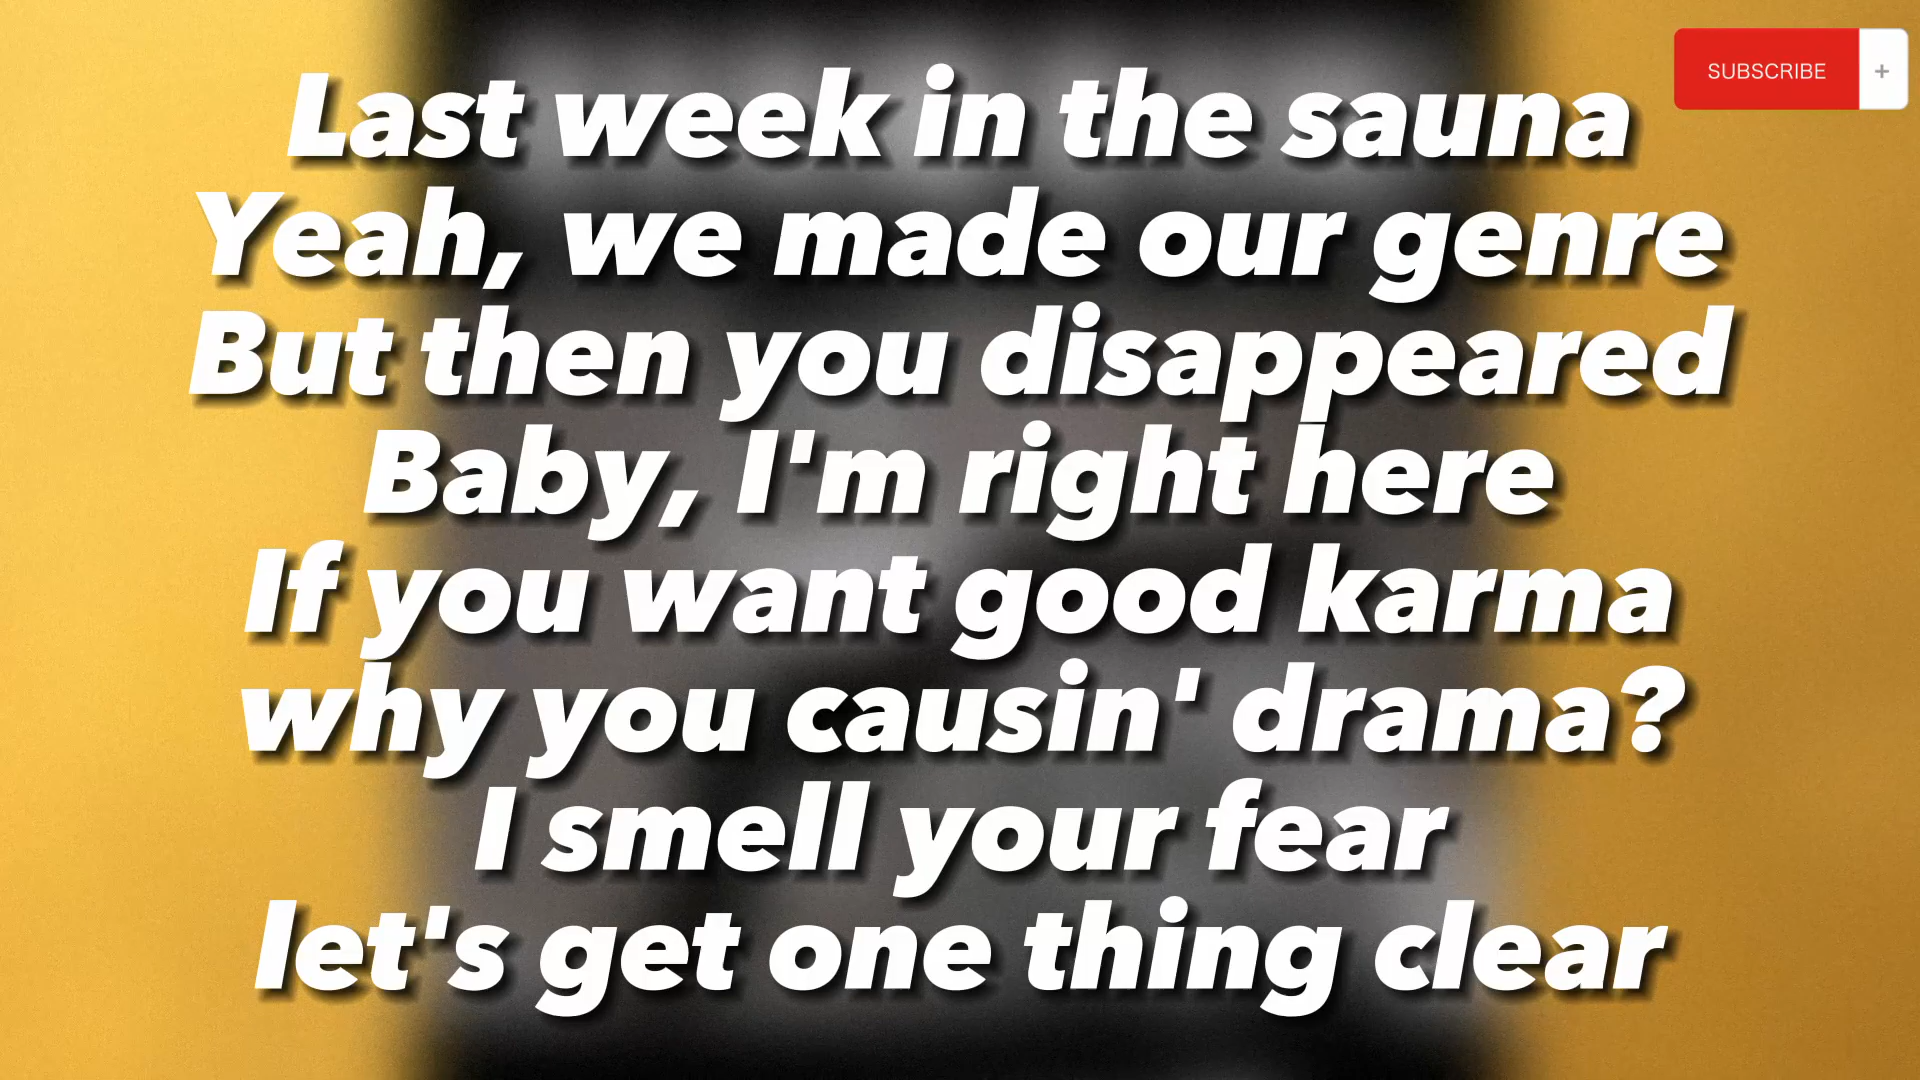 SUBSCRIBE +
Last week in the sauna
Yeah, we made our genre
But then you disappeared
Baby, I'm right here
If you want good karma
why you causin' drama?
I smell your fear
let's get one thing clear